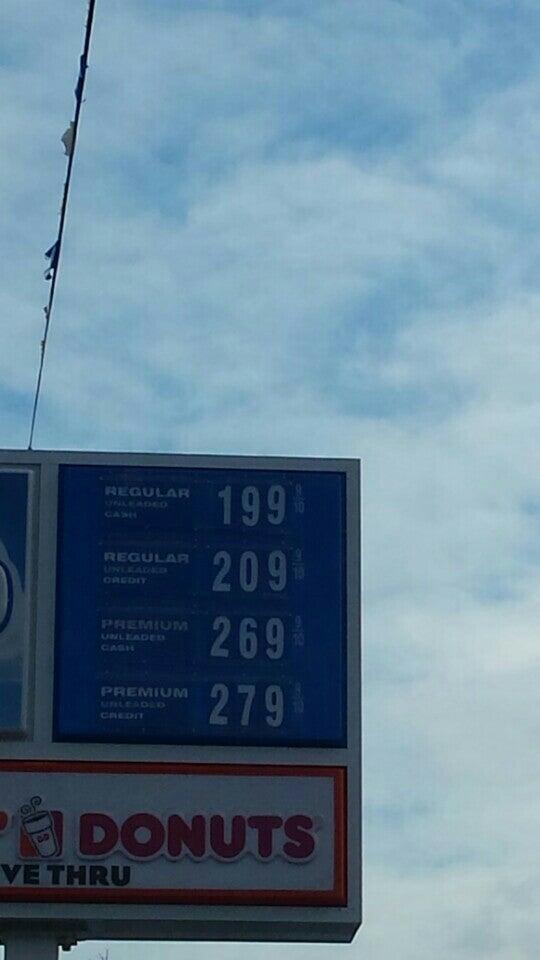 REGULAR 199 9/10
UNLEADED
CASH
REGULAR 209 9/10
UNLEADED
CREDIT
PREMIUM 269 9/10
UNLEADED
CASH
PREMIUM 279 9/10
UNLEADED
CREDIT
DONUTS
VE THRU